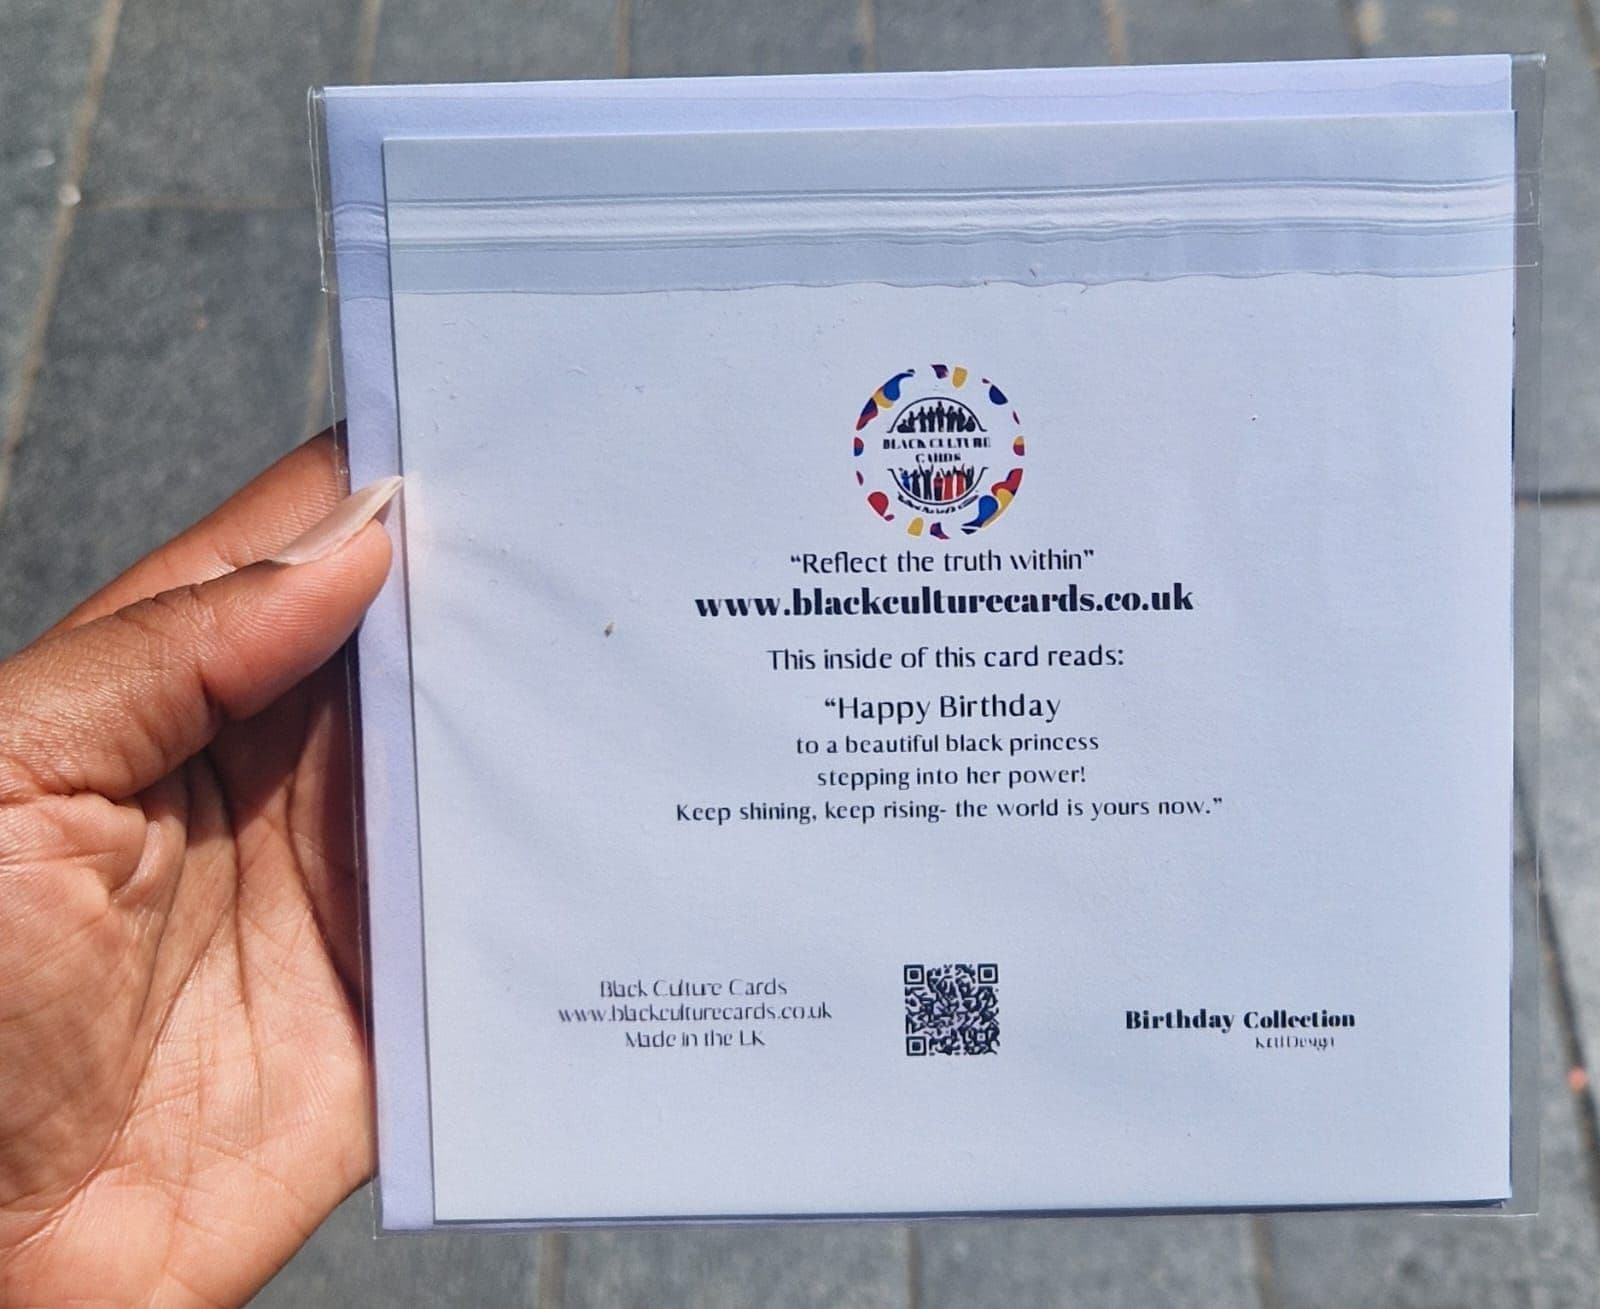 BLACK CULTURE
CARDS
“Reflect the truth within”
www.blackculturecards.co.uk
This inside of this card reads:
“Happy Birthday
to a beautiful black princess
stepping into her power!
Keep shining, keep rising- the world is yours now.”
Black Culture Cards
www.blackculturecards.co.uk
Made in the UK
Birthday Collection